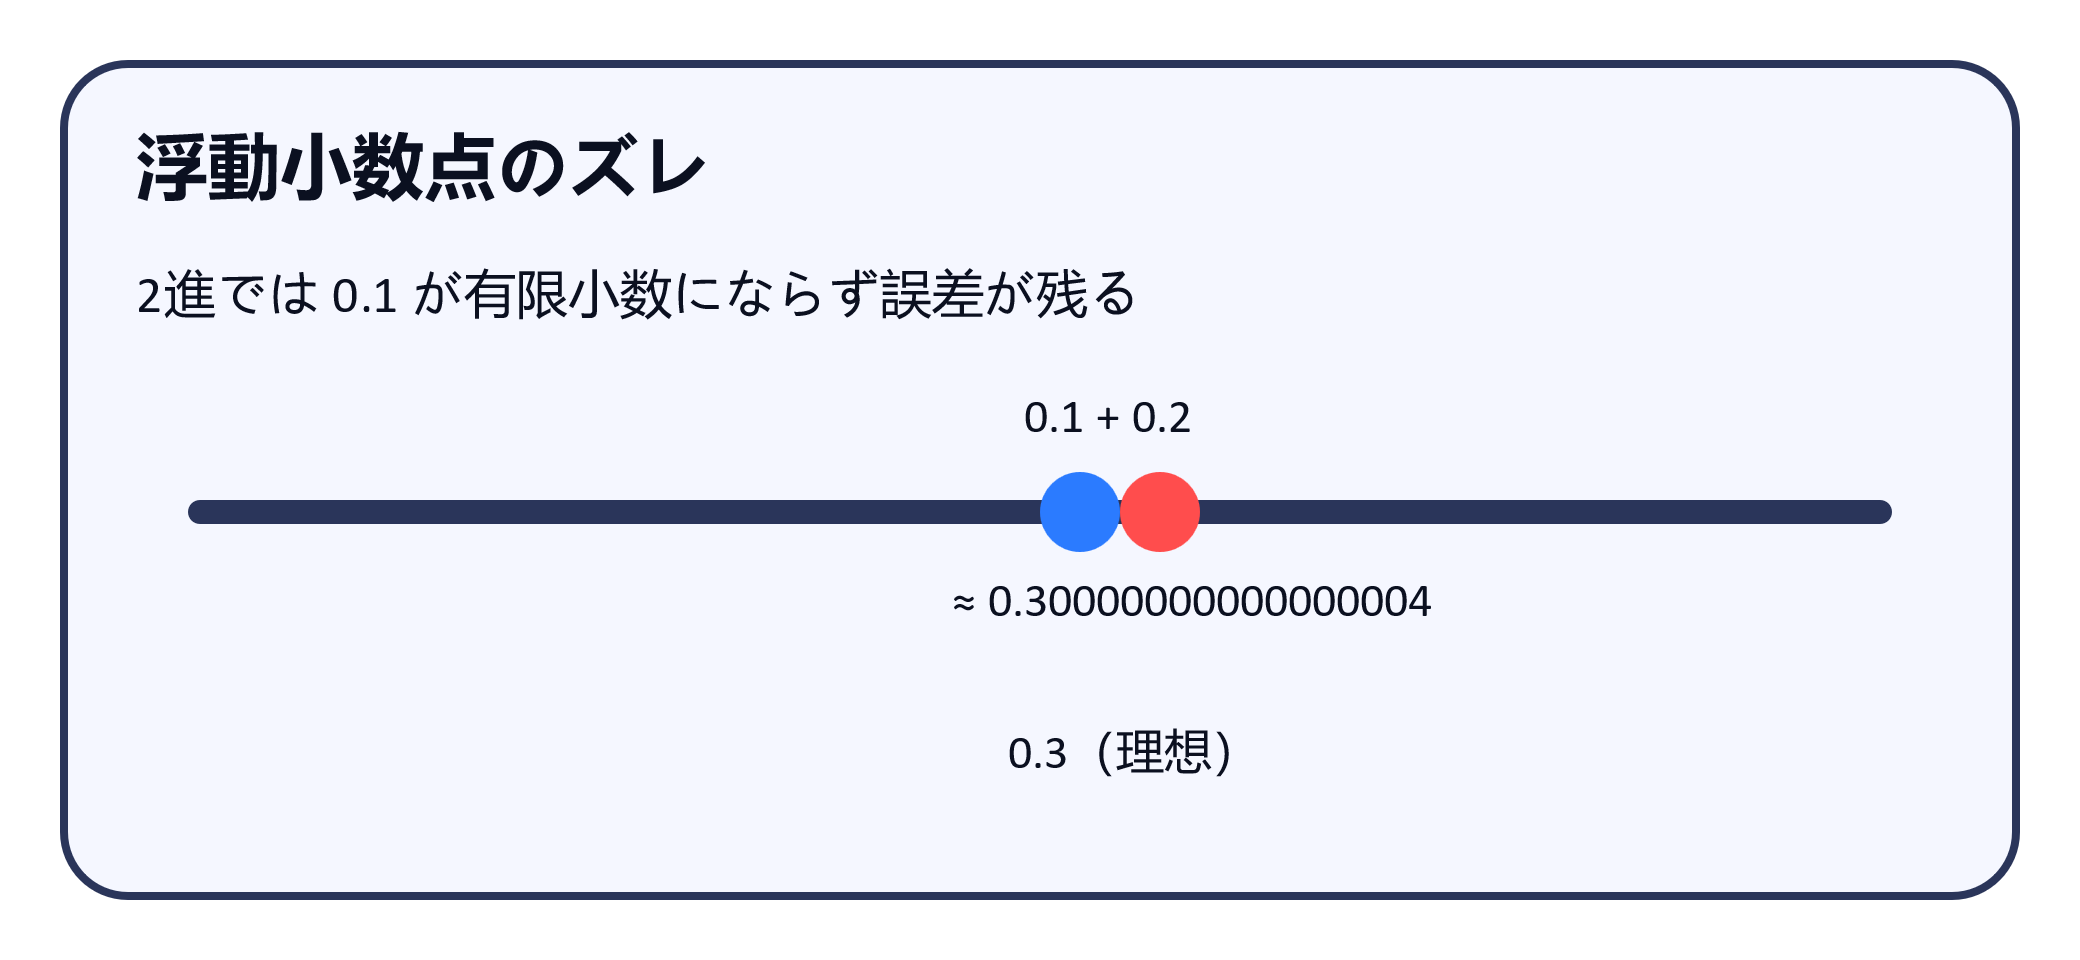 浮動小数点のズレ
2進では 0.1 が有限小数にならず誤差が残る
0.1 + 0.2
≈ 0.30000000000000004
0.3（理想）